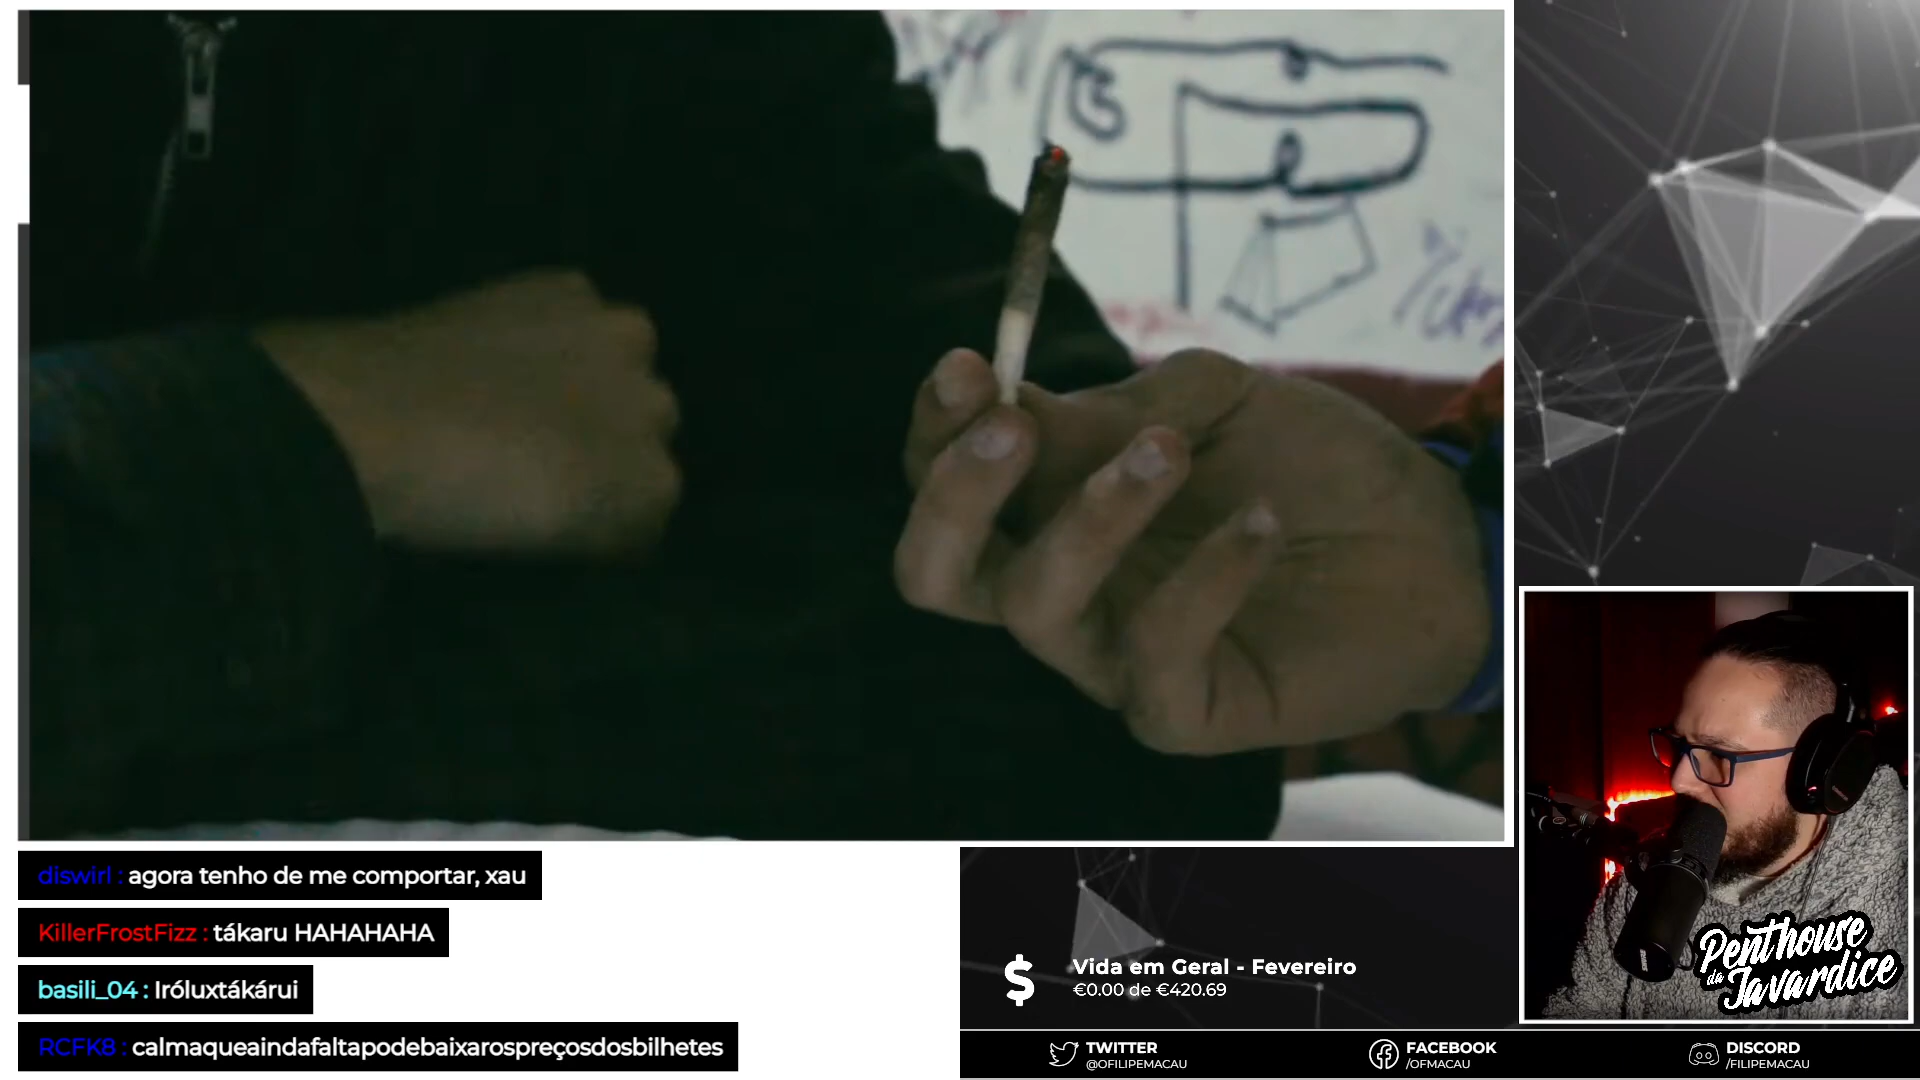 diswirl : agora tenho de me comportar, xau
KillerFrostFizz : tákaru HAHAHAHA
basili_04 : Iróluxtákárui
RCFK8 : calmaqueaindafaltapodebaixarospreçosdosbilhetes
$
Vida em Geral - Fevereiro
€0.00 de €420.69
TWITTER
@OFILIPEMACAU
FACEBOOK
/OFMACAU
DISCORD
/FILIPEMACAU
Penthouse
da Javardice